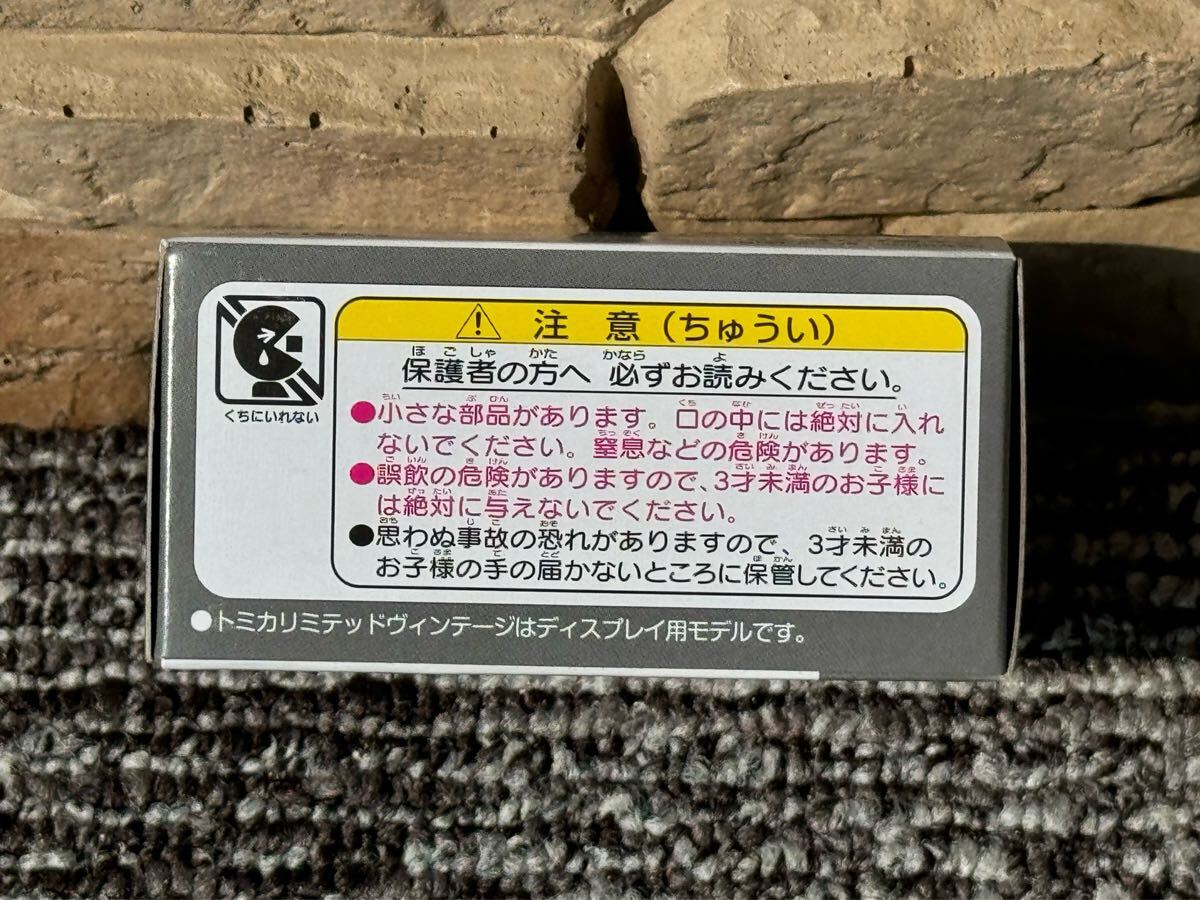 注 意（ちゅうい）
保護者の方へ 必ずお読みください。
●小さな部品があります。口の中には絶対に入れ
ないでください。窒息などの危険があります。
●誤飲の危険がありますので、3才未満のお子様に
は絶対に与えないでください。
●思わぬ事故の恐れがありますので、3才未満の
お子様の手の届かないところに保管してください。
くちにいれない
●トミカリミテッドヴィンテージはディスプレイ用モデルです。